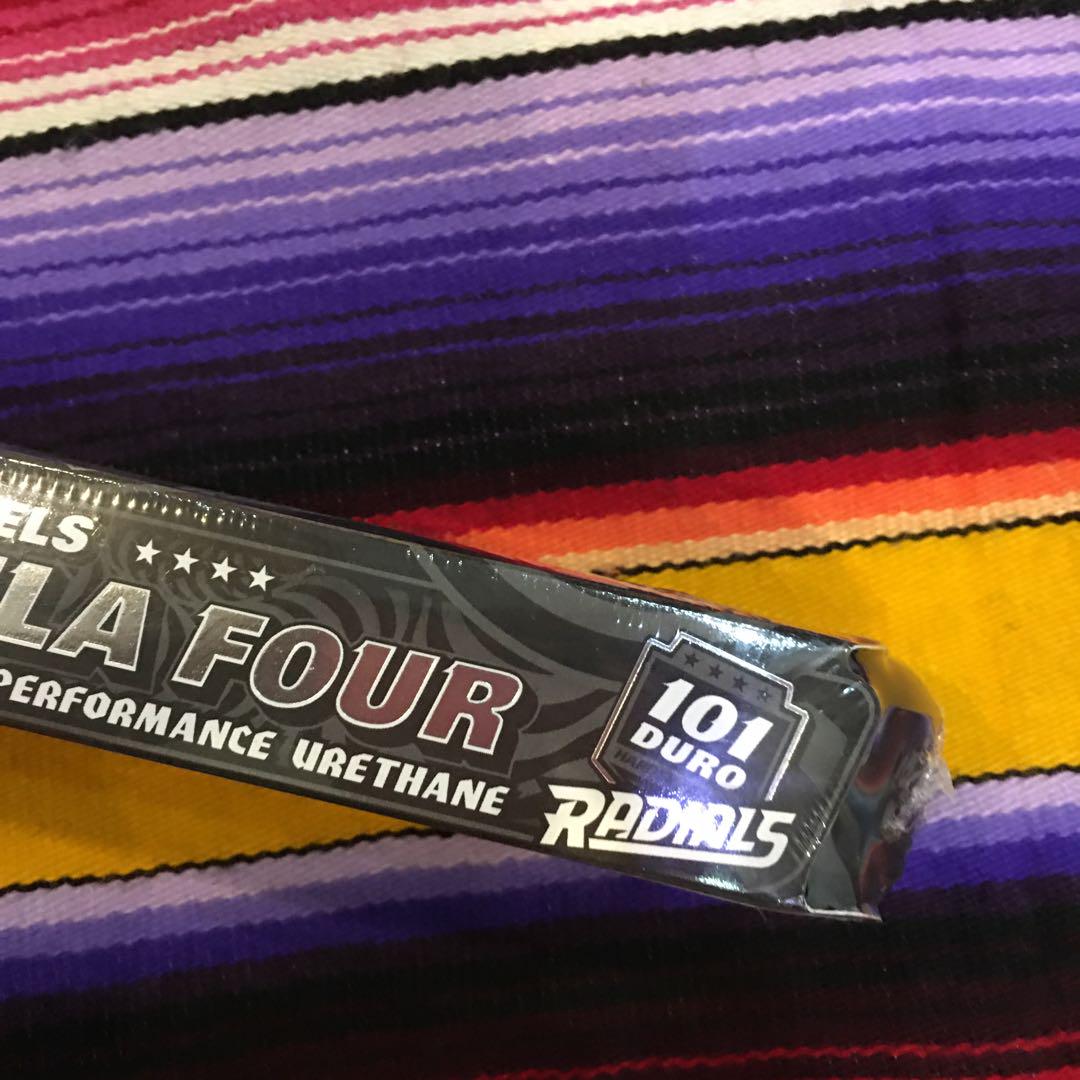 ELS
LA FOUR
PERFORMANCE URETHANE
101
DURO
RADIALS